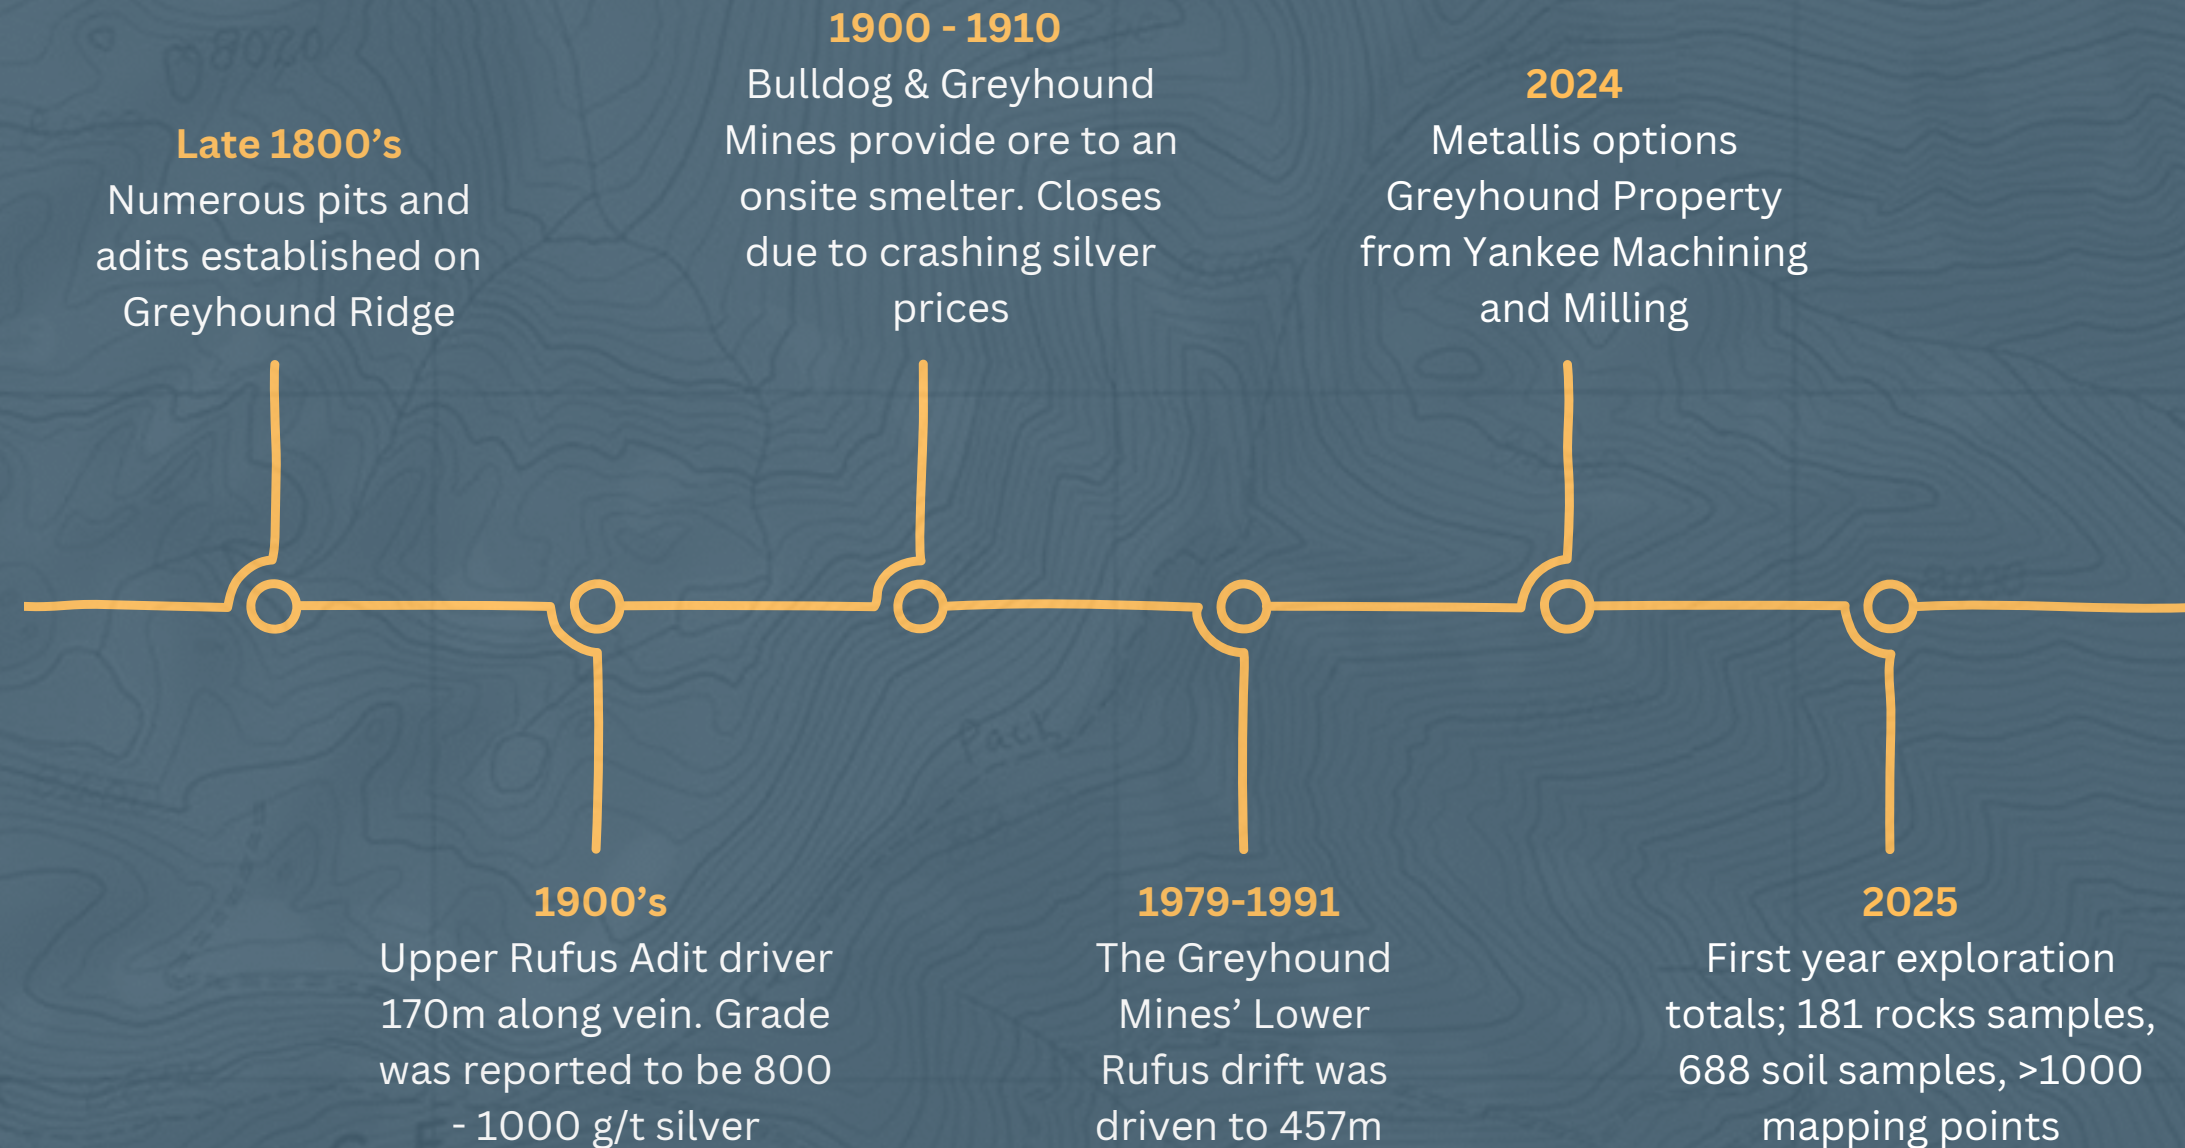 Late 1800’s
Numerous pits and
adits established on
Greyhound Ridge
1900’s
Upper Rufus Adit driver
170m along vein. Grade
was reported to be 800
- 1000 g/t silver
1900 - 1910
Bulldog & Greyhound
Mines provide ore to an
onsite smelter. Closes
due to crashing silver
prices
1979-1991
The Greyhound
Mines’ Lower
Rufus drift was
driven to 457m
2024
Metallis options
Greyhound Property
from Yankee Machining
and Milling
2025
First year exploration
totals; 181 rocks samples,
688 soil samples, >1000
mapping points
8020
Pack